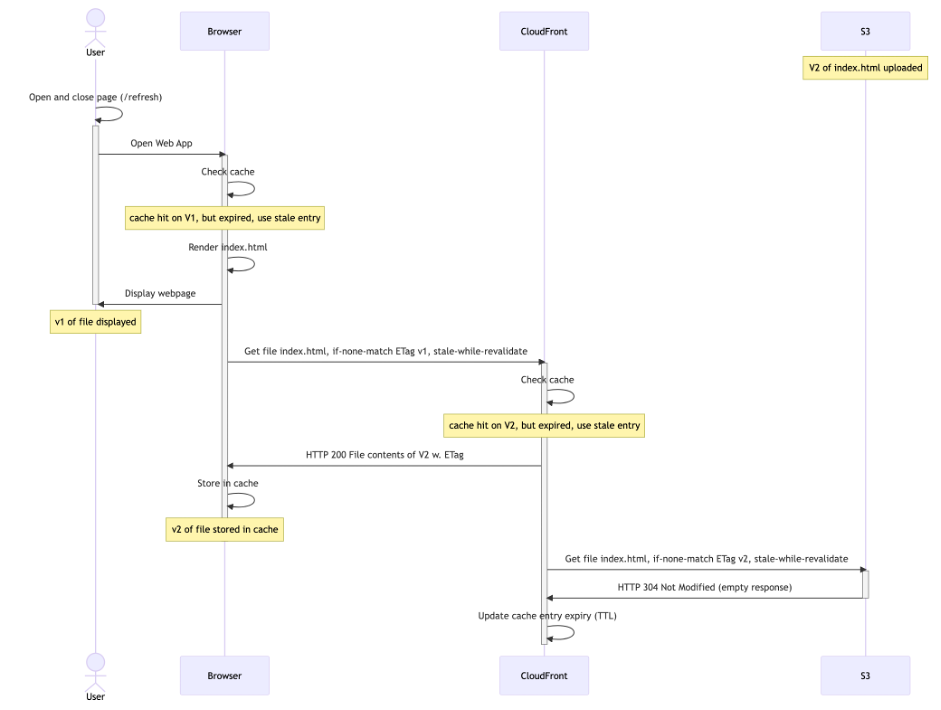 Browser
CloudFront
S3
User
V2 of index.html uploaded
Open and close page (/refresh)
Open Web App
Check cache
cache hit on V1, but expired, use stale entry
Render index.html
Display webpage
v1 of file displayed
Get file index.html, if-none-match ETag v1, stale-while-revalidate
Check cache
cache hit on V2, but expired, use stale entry
HTTP 200 File contents of V2 w. ETag
Store in cache
v2 of file stored in cache
Get file index.html, if-none-match ETag v2, stale-while-revalidate
HTTP 304 Not Modified (empty response)
Update cache entry expiry (TTL)
Browser
CloudFront
S3
User